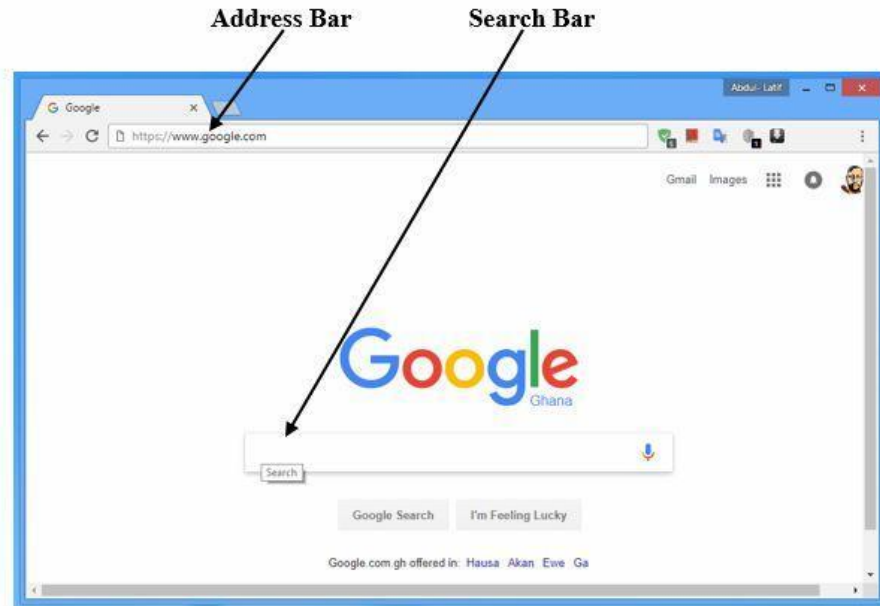 Address Bar Search Bar
Abdul-Latif
Google
https://www.google.com
Gmail Images
Google
Ghana
Search
Google Search I'm Feeling Lucky
Google.com.gh offered in: Hausa Akan Ewe Ga